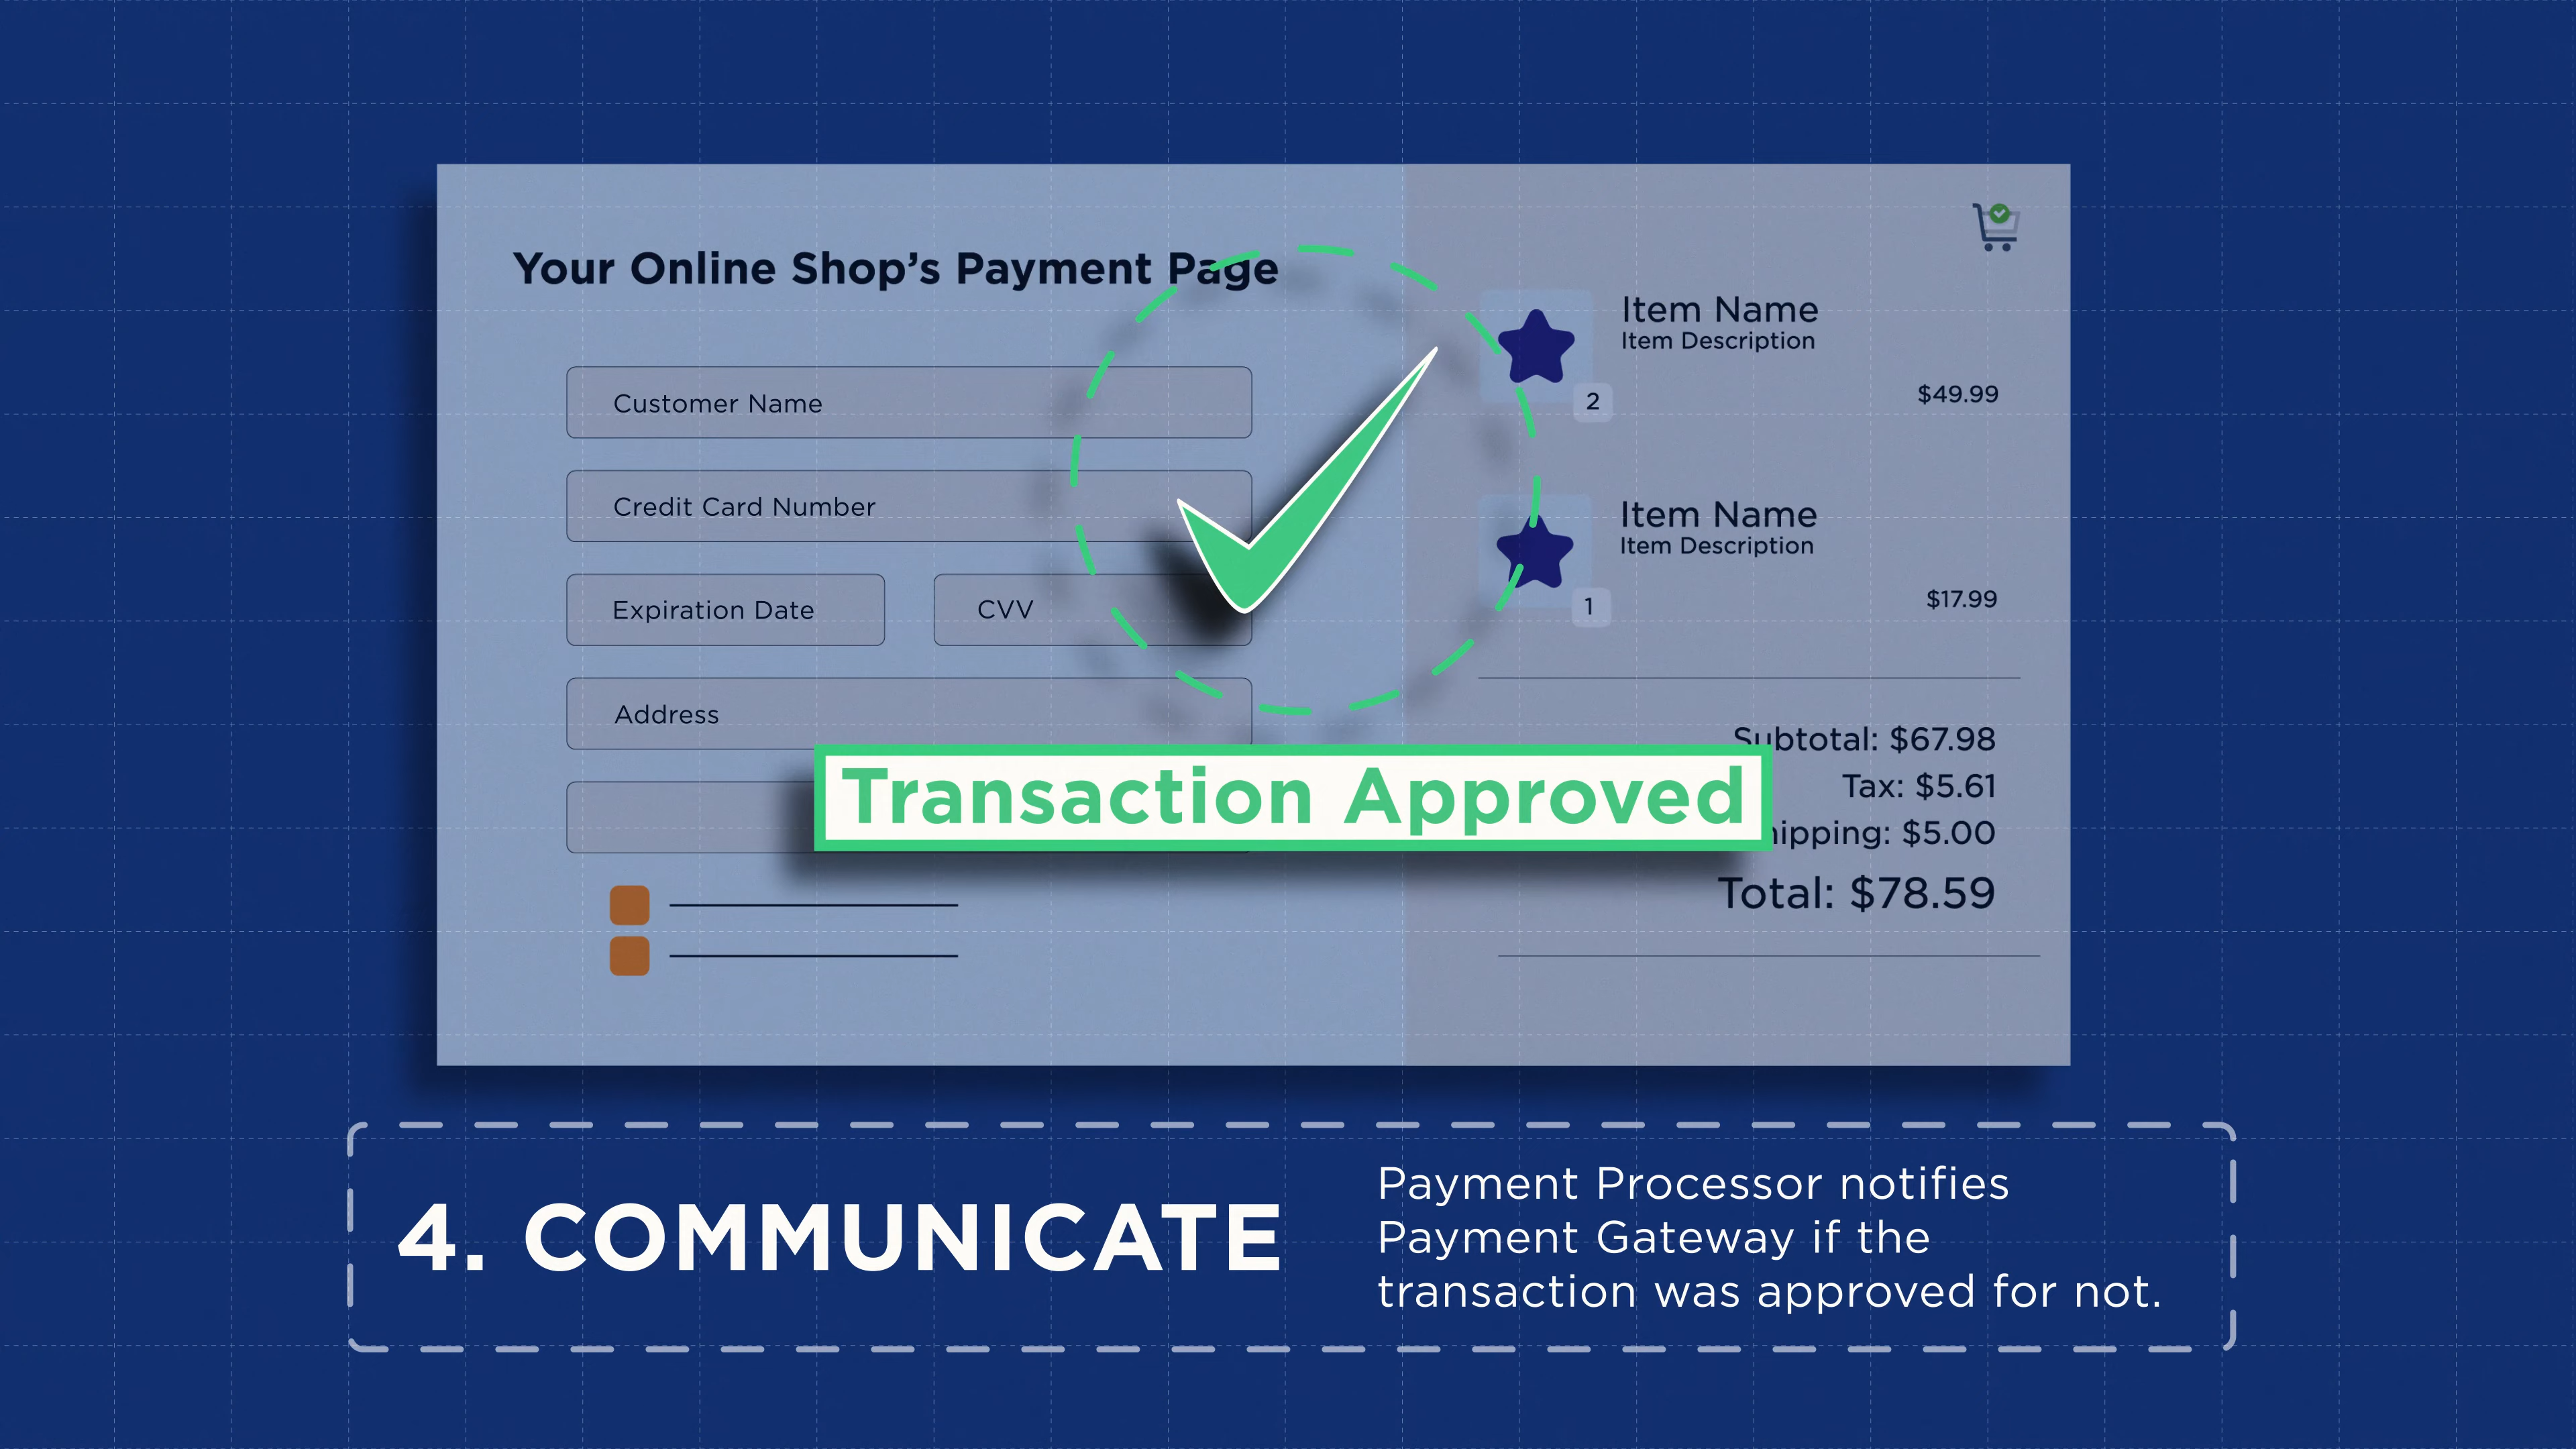 Your Online Shop's Payment Page
Customer Name
Credit Card Number
Expiration Date
CVV
Address
Item Name
Item Description
2
$49.99
Item Name
Item Description
1
$17.99
Subtotal: $67.98
Tax: $5.61
hipping: $5.00
Total: $78.59
Transaction Approved
4. COMMUNICATE
Payment Processor notifies
Payment Gateway if the
transaction was approved for not.